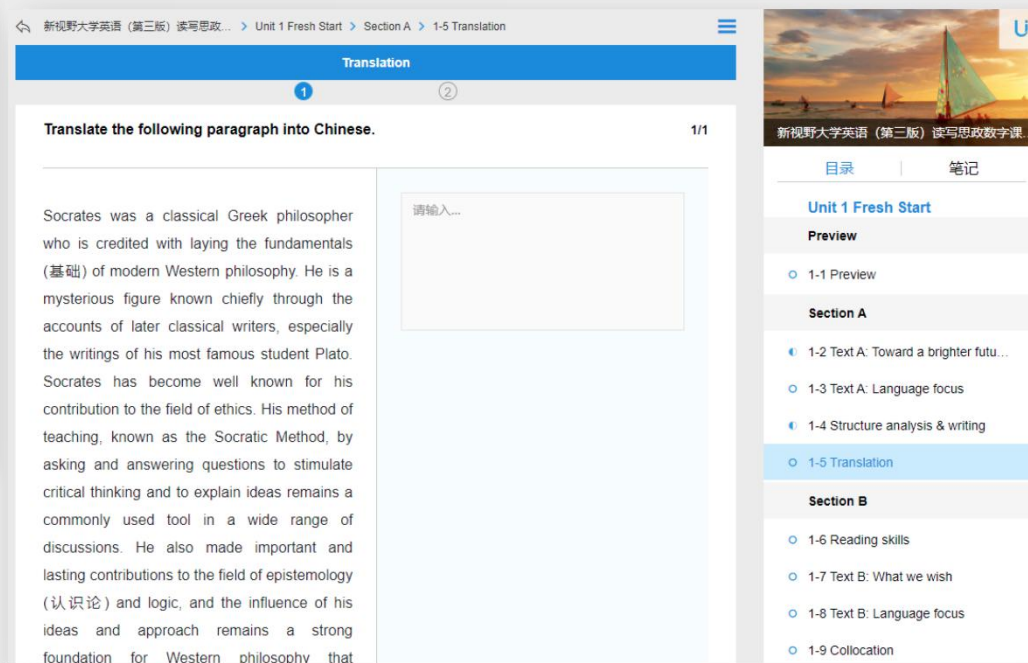 新视野大学英语（第三版）读写思政... > Unit 1 Fresh Start > Section A > 1-5 Translation
Translation
1
2
Translate the following paragraph into Chinese.
1/1
Socrates was a classical Greek philosopher
who is credited with laying the fundamentals
(基础) of modern Western philosophy. He is a
mysterious figure known chiefly through the
accounts of later classical writers, especially
the writings of his most famous student Plato.
Socrates has become well known for his
contribution to the field of ethics. His method of
teaching, known as the Socratic Method, by
asking and answering questions to stimulate
critical thinking and to explain ideas remains a
commonly used tool in a wide range of
discussions. He also made important and
lasting contributions to the field of epistemology
(认识论) and logic, and the influence of his
ideas and approach remains a strong
foundation for Western philosophy that
请输入...
新视野大学英语（第三版）读写思政数字课...
目录
笔记
Unit 1 Fresh Start
Preview
1-1 Preview
Section A
1-2 Text A: Toward a brighter futu...
1-3 Text A: Language focus
1-4 Structure analysis & writing
1-5 Translation
Section B
1-6 Reading skills
1-7 Text B: What we wish
1-8 Text B: Language focus
1-9 Collocation